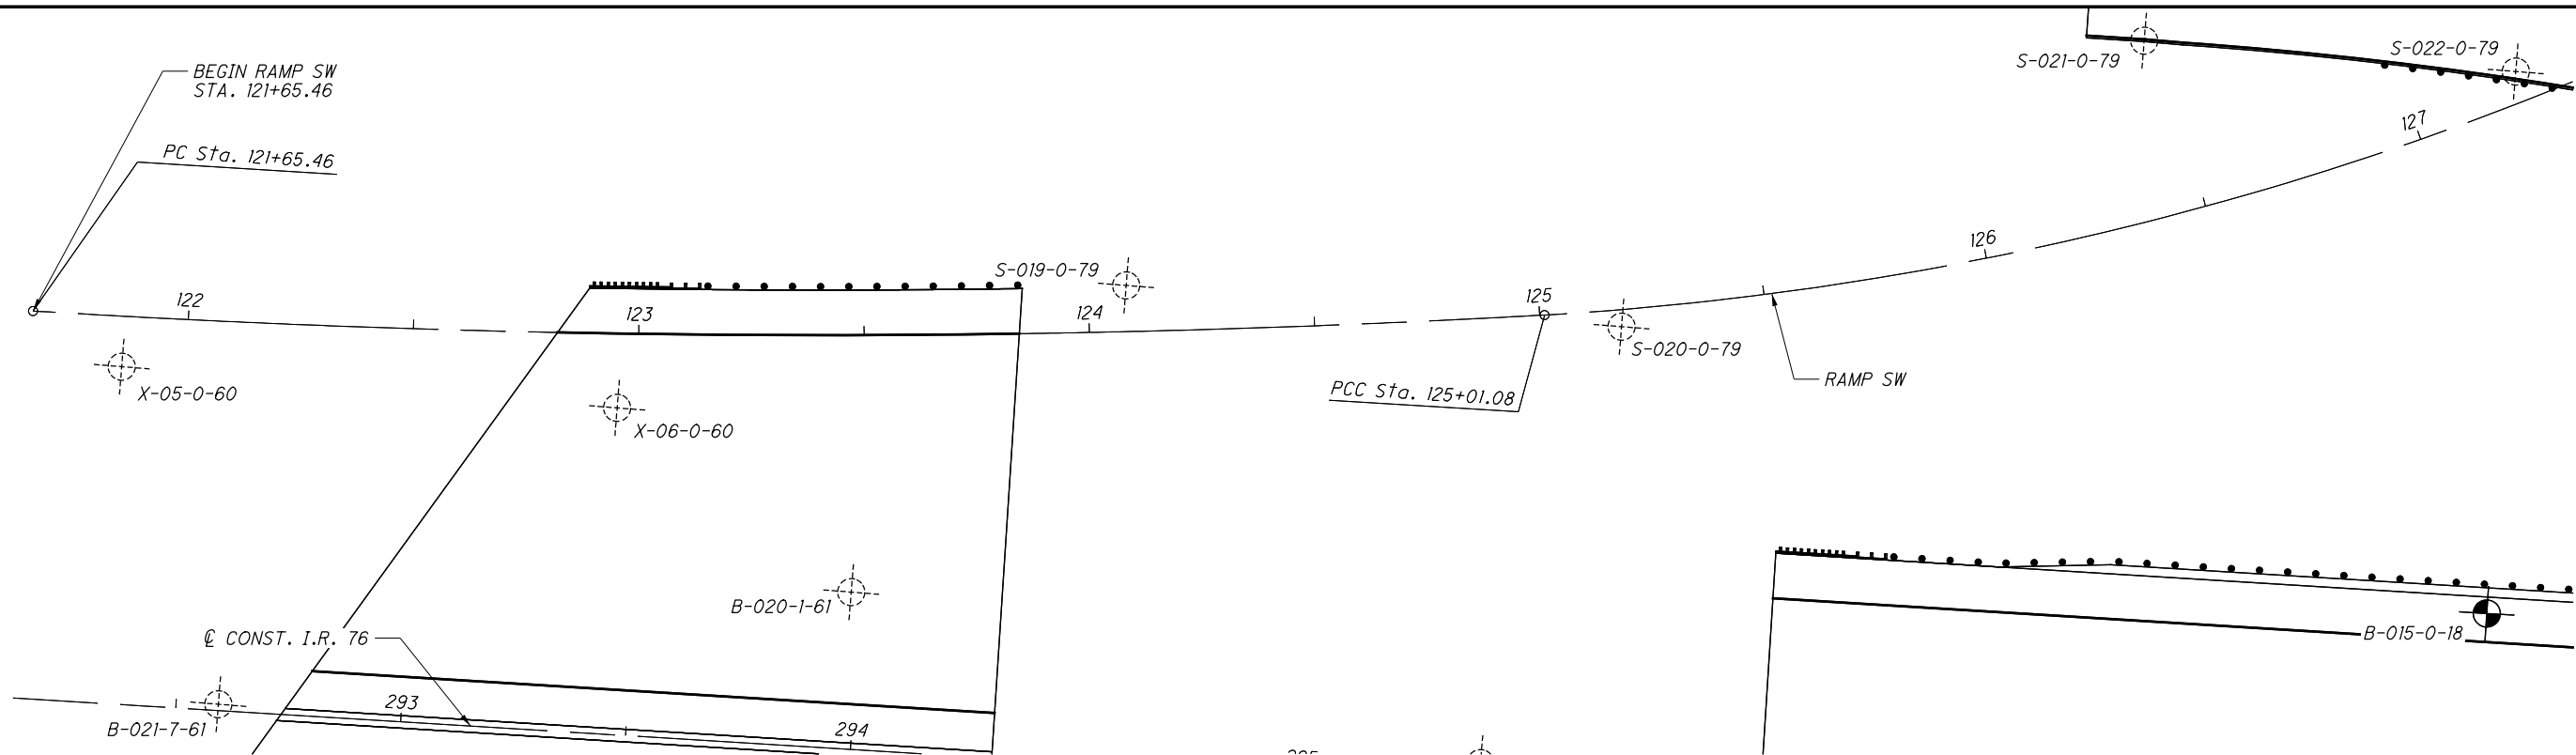 BEGIN RAMP SW
STA. 121+65.46
PC Sta. 121+65.46
S-021-0-79
S-022-0-79
127
126
S-019-0-79
122
123
124
125
S-020-0-79
X-05-0-60
X-06-0-60
PCC Sta. 125+01.08
RAMP SW
B-020-1-61
℄ CONST. I.R. 76
B-015-0-18
293
B-021-7-61
294